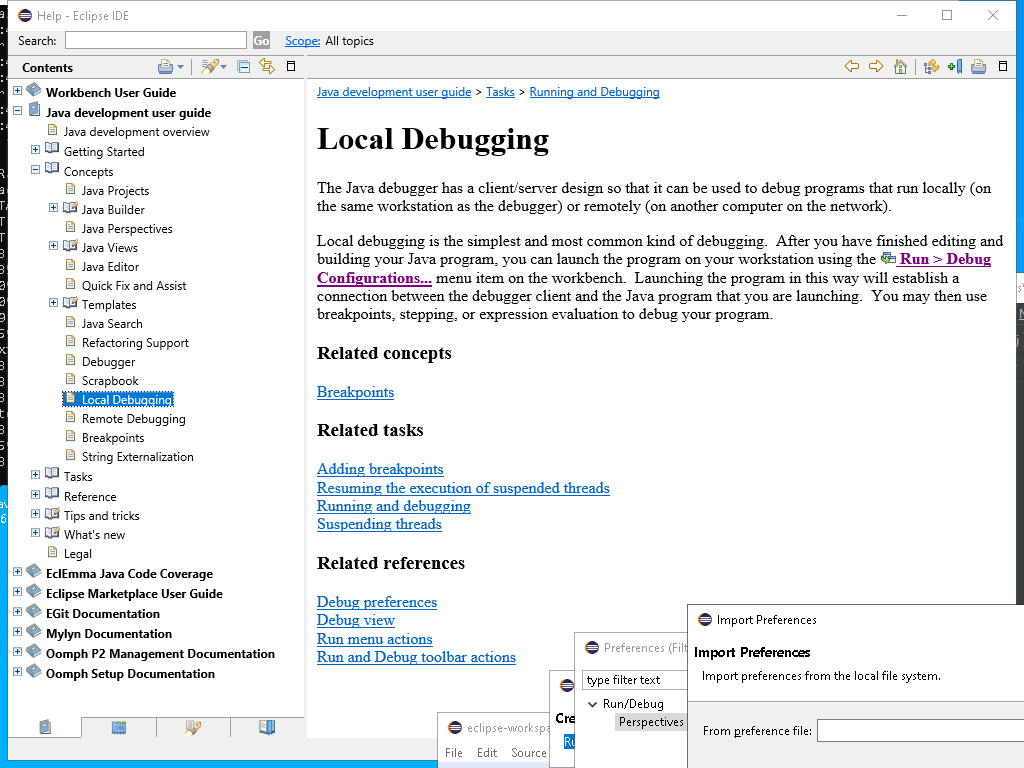 Help - Eclipse IDE
Search:
Go
Scope: All topics
Contents
Workbench User Guide
Java development user guide
Java development overview
Getting Started
Concepts
Java Projects
Java Builder
Java Perspectives
Java Views
Java Editor
Quick Fix and Assist
Templates
Java Search
Refactoring Support
Debugger
Scrapbook
Local Debugging
Remote Debugging
Breakpoints
String Externalization
Tasks
Reference
Tips and tricks
What's new
Legal
EclEmma Java Code Coverage
Eclipse Marketplace User Guide
EGit Documentation
Mylyn Documentation
Oomph P2 Management Documentation
Oomph Setup Documentation
Java development user guide > Tasks > Running and Debugging
Local Debugging
The Java debugger has a client/server design so that it can be used to debug programs that run locally (on
the same workstation as the debugger) or remotely (on another computer on the network).
Local debugging is the simplest and most common kind of debugging. After you have finished editing and
building your Java program, you can launch the program on your workstation using the Run > Debug
Configurations... menu item on the workbench. Launching the program in this way will establish a
connection between the debugger client and the Java program that you are launching. You may then use
breakpoints, stepping, or expression evaluation to debug your program.
Related concepts
Breakpoints
Related tasks
Adding breakpoints
Resuming the execution of suspended threads
Running and debugging
Suspending threads
Related references
Debug preferences
Debug view
Run menu actions
Run and Debug toolbar actions
eclipse-workspa
File Edit Source
Cre
Ru
Preferences (Filt
type filter text
Run/Debug
Perspectives
Import Preferences
Import Preferences
Import preferences from the local file system.
From preference file: